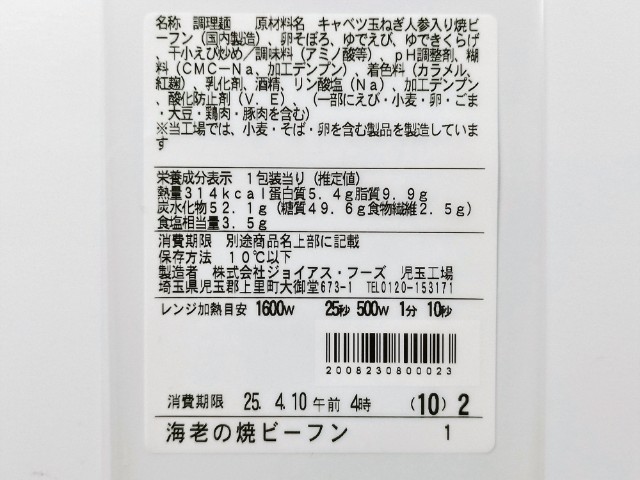 名称 調理麺 原材料名 キャベツ玉ねぎ人参入り焼ビ
ーフン(国内製造)、卵そぼろ、ゆでえび、ゆできくらげ
、干小えび炒め/調味料(アミノ酸等)、pH調整剤、糊
料(CMC-Na、加工デンプン)、着色料(カラメル、
紅麹)、乳化剤、酒精、リン酸塩(Na)、加工デンプン
、酸化防止剤(V.E)、(一部にえび・小麦・卵・ごま
・大豆・鶏肉・豚肉を含む)
※当工場では、小麦・そば・卵を含む製品を製造していま
す
栄養成分表示 1包装当り(推定値)
熱量314kcal蛋白質5.4g脂質9.9g
炭水化物52.1g(糖質49.6g食物繊維2.5g)
食塩相当量3.5g
消費期限 別途商品名上部に記載
保存方法 10℃以下
製造者 株式会社ジョイアス・フーズ 児玉工場
埼玉県児玉郡上里町大御堂673-1 TEL0120-153171
レンジ加熱目安 1600W 25秒 500W 1分 10秒
2008230800023
消費期限 25. 4.10 午前 4時 (10) 2
海老の焼ビーフン 1